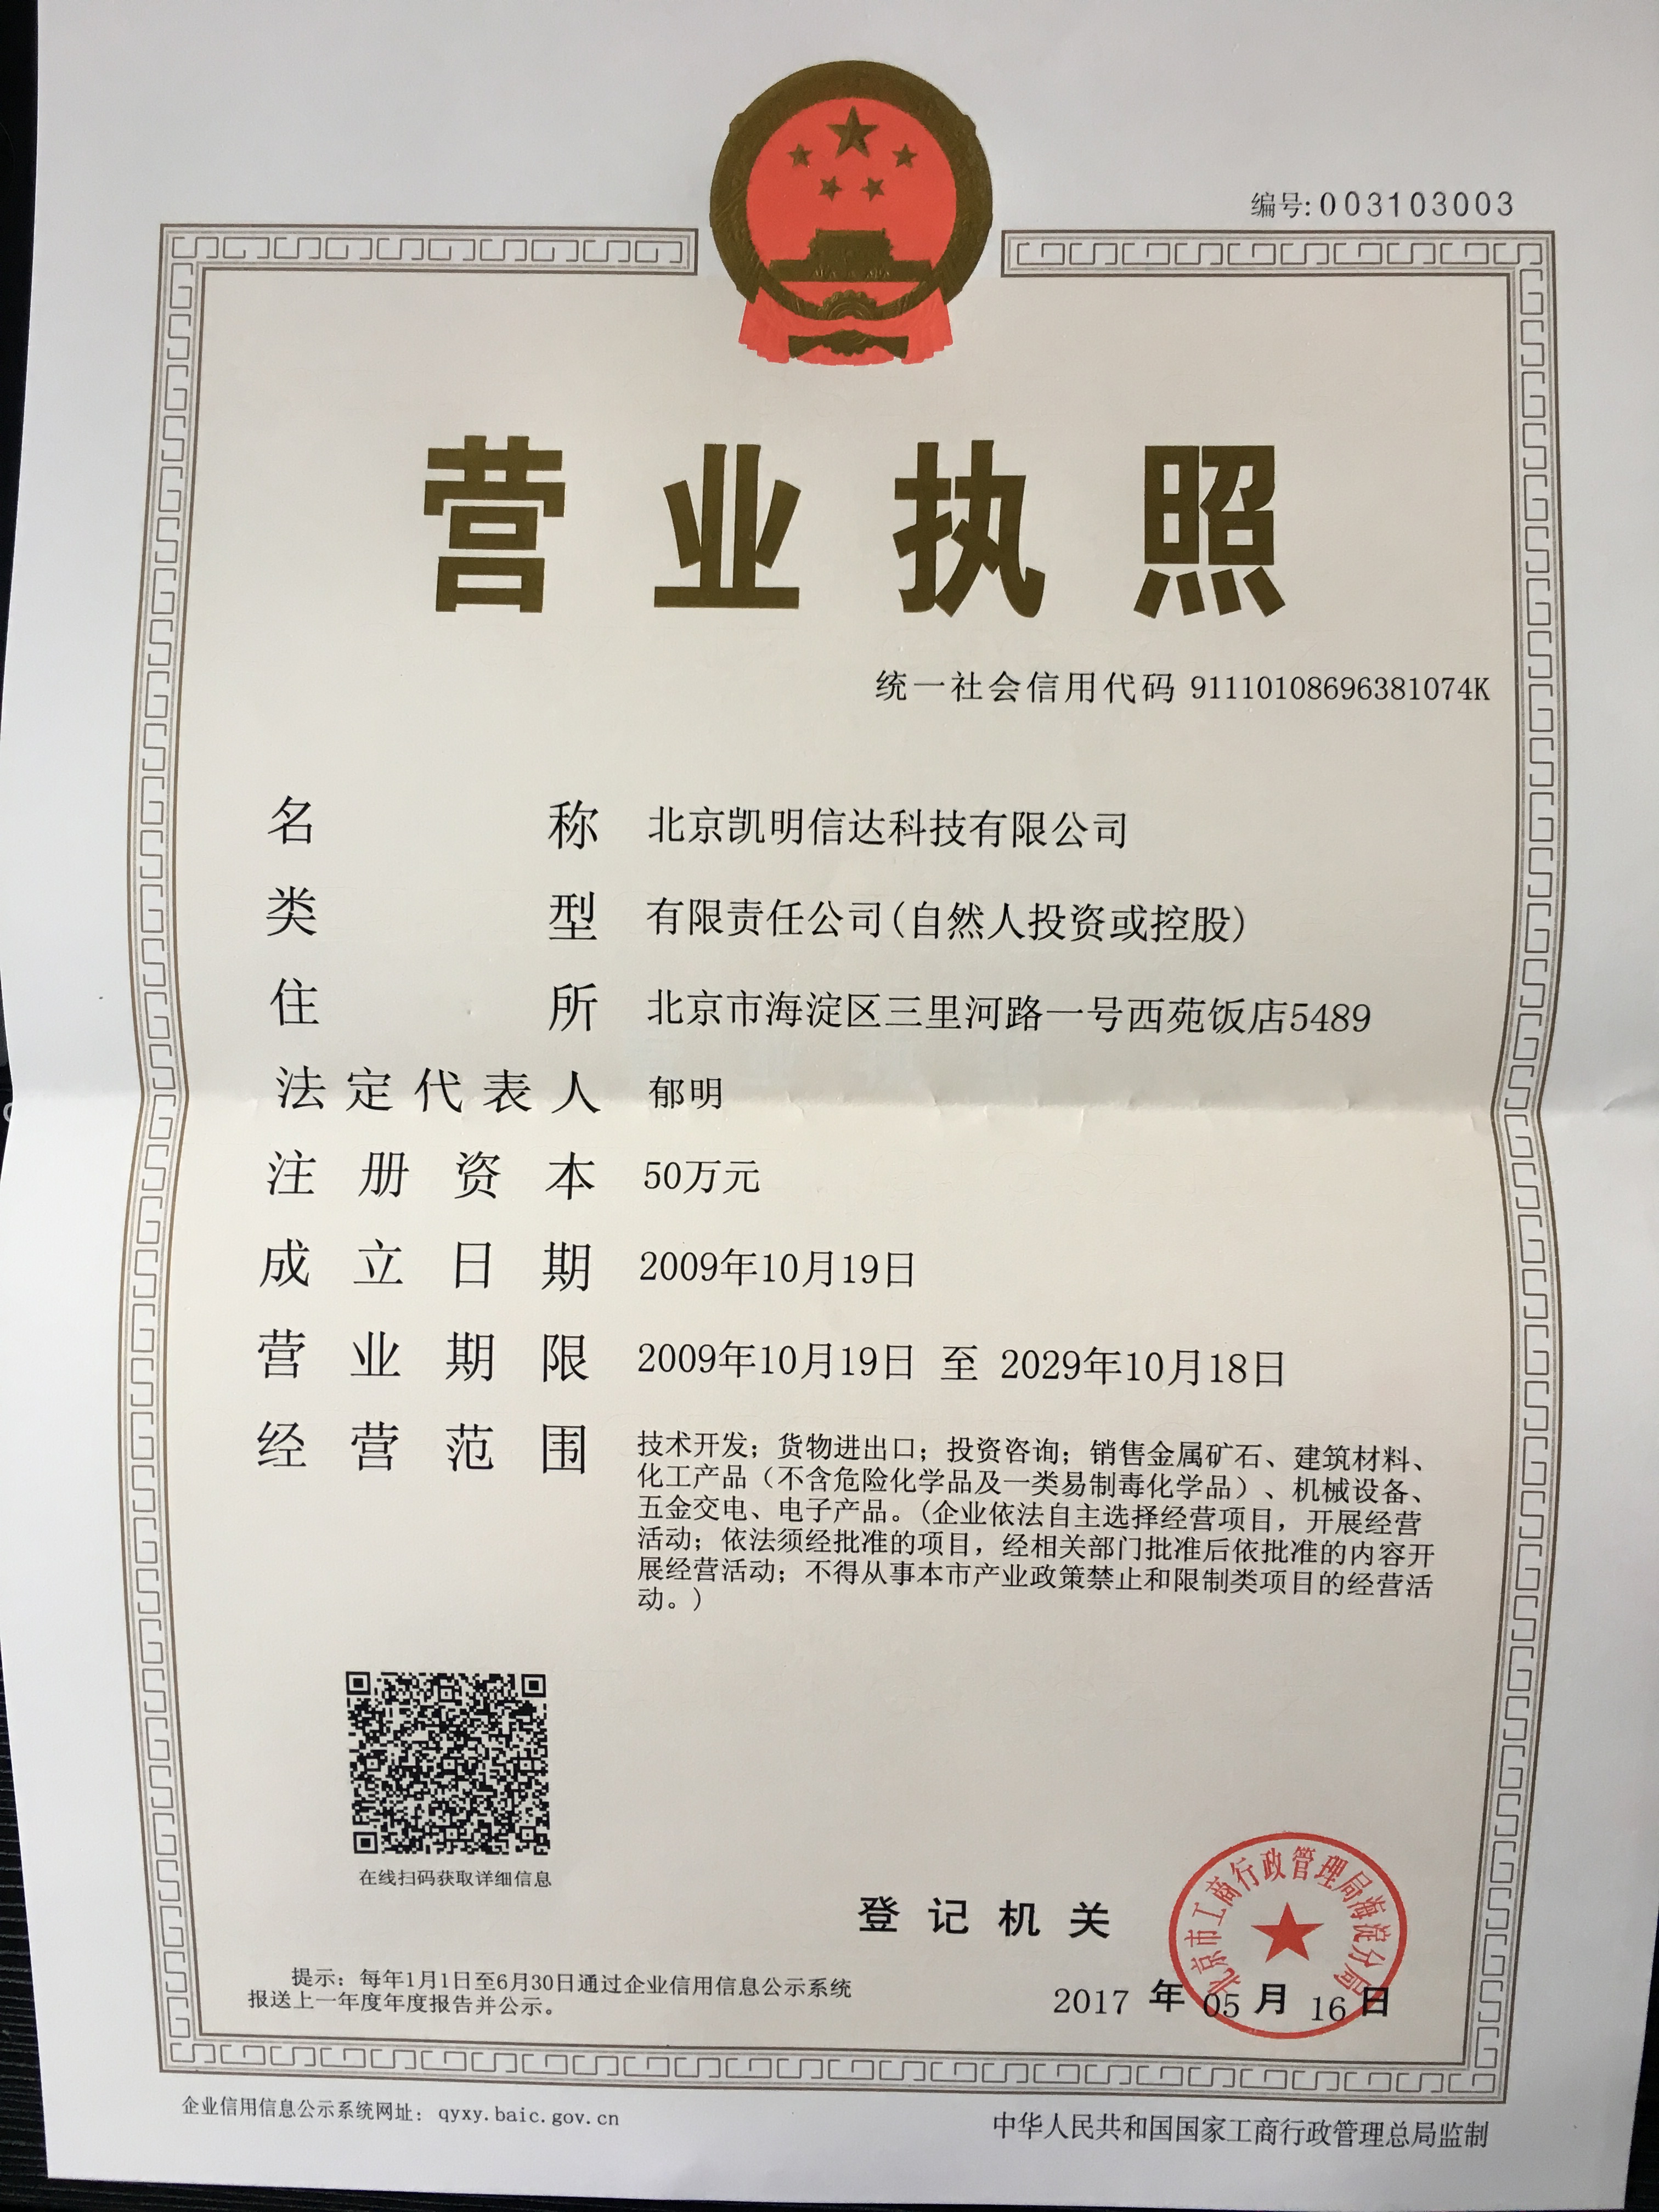 编号:003103003
营业执照
统一社会信用代码 91110108696381074K
名称 北京凯明信达科技有限公司
类型 有限责任公司(自然人投资或控股)
住所 北京市海淀区三里河路一号西苑饭店5489
法定代表人 郁明
注册资本 50万元
成立日期 2009年10月19日
营业期限 2009年10月19日 至 2029年10月18日
经营范围 技术开发；货物进出口；投资咨询；销售金属矿石、建筑材料、
化工产品（不含危险化学品及一类易制毒化学品）、机械设备、
五金交电、电子产品。(企业依法自主选择经营项目，开展经营
活动；依法须经批准的项目，经相关部门批准后依批准的内容开
展经营活动；不得从事本市产业政策禁止和限制类项目的经营活
动。)
在线扫码获取详细信息
登记机关
北京市工商行政管理局海淀分局
2017 年 05 月 16 日
提示：每年1月1日至6月30日通过企业信用信息公示系统
报送上一年度年度报告并公示。
企业信用信息公示系统网址：qyxy.baic.gov.cn
中华人民共和国国家工商行政管理总局监制